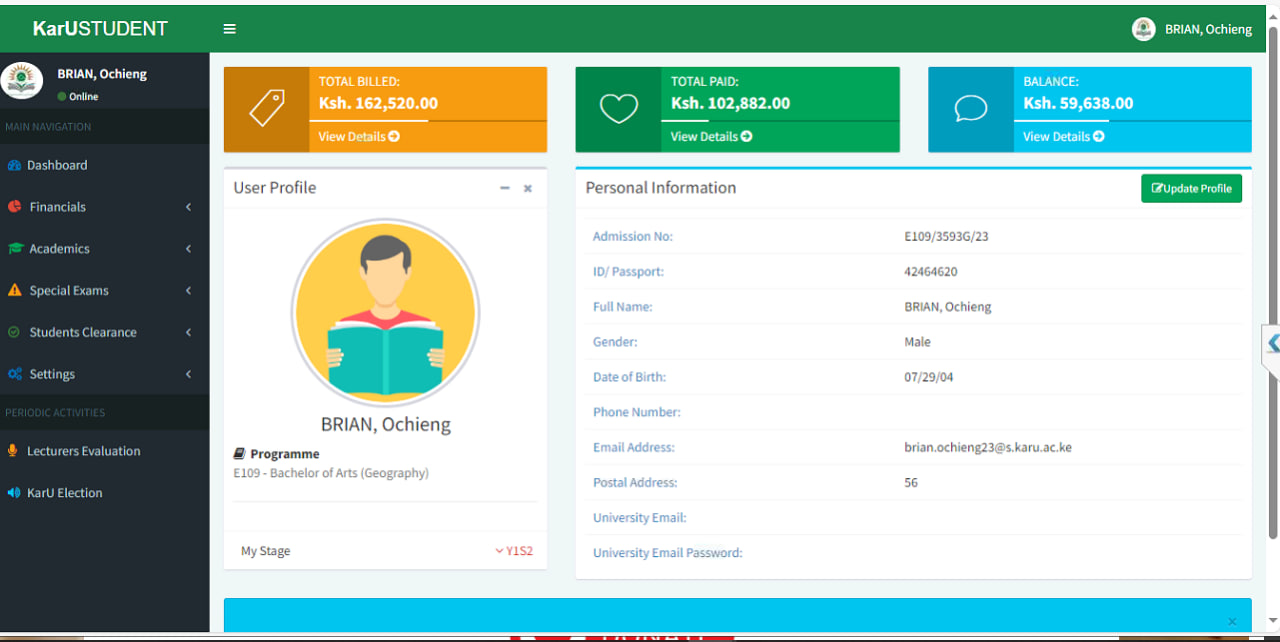 KarUSTUDENT
BRIAN, Ochieng
BRIAN, Ochieng
Online
MAIN NAVIGATION
Dashboard
Financials
Academics
Special Exams
Students Clearance
Settings
PERIODIC ACTIVITIES
Lecturers Evaluation
KarU Election
TOTAL BILLED:
Ksh. 162,520.00
View Details
TOTAL PAID:
Ksh. 102,882.00
View Details
BALANCE:
Ksh. 59,638.00
View Details
User Profile
BRIAN, Ochieng
Programme
E109 - Bachelor of Arts (Geography)
My Stage Y1S2
Personal Information
Update Profile
Admission No: E109/3593G/23
ID/ Passport: 42464620
Full Name: BRIAN, Ochieng
Gender: Male
Date of Birth: 07/29/04
Phone Number:
Email Address: brian.ochieng23@s.karu.ac.ke
Postal Address: 56
University Email:
University Email Password: